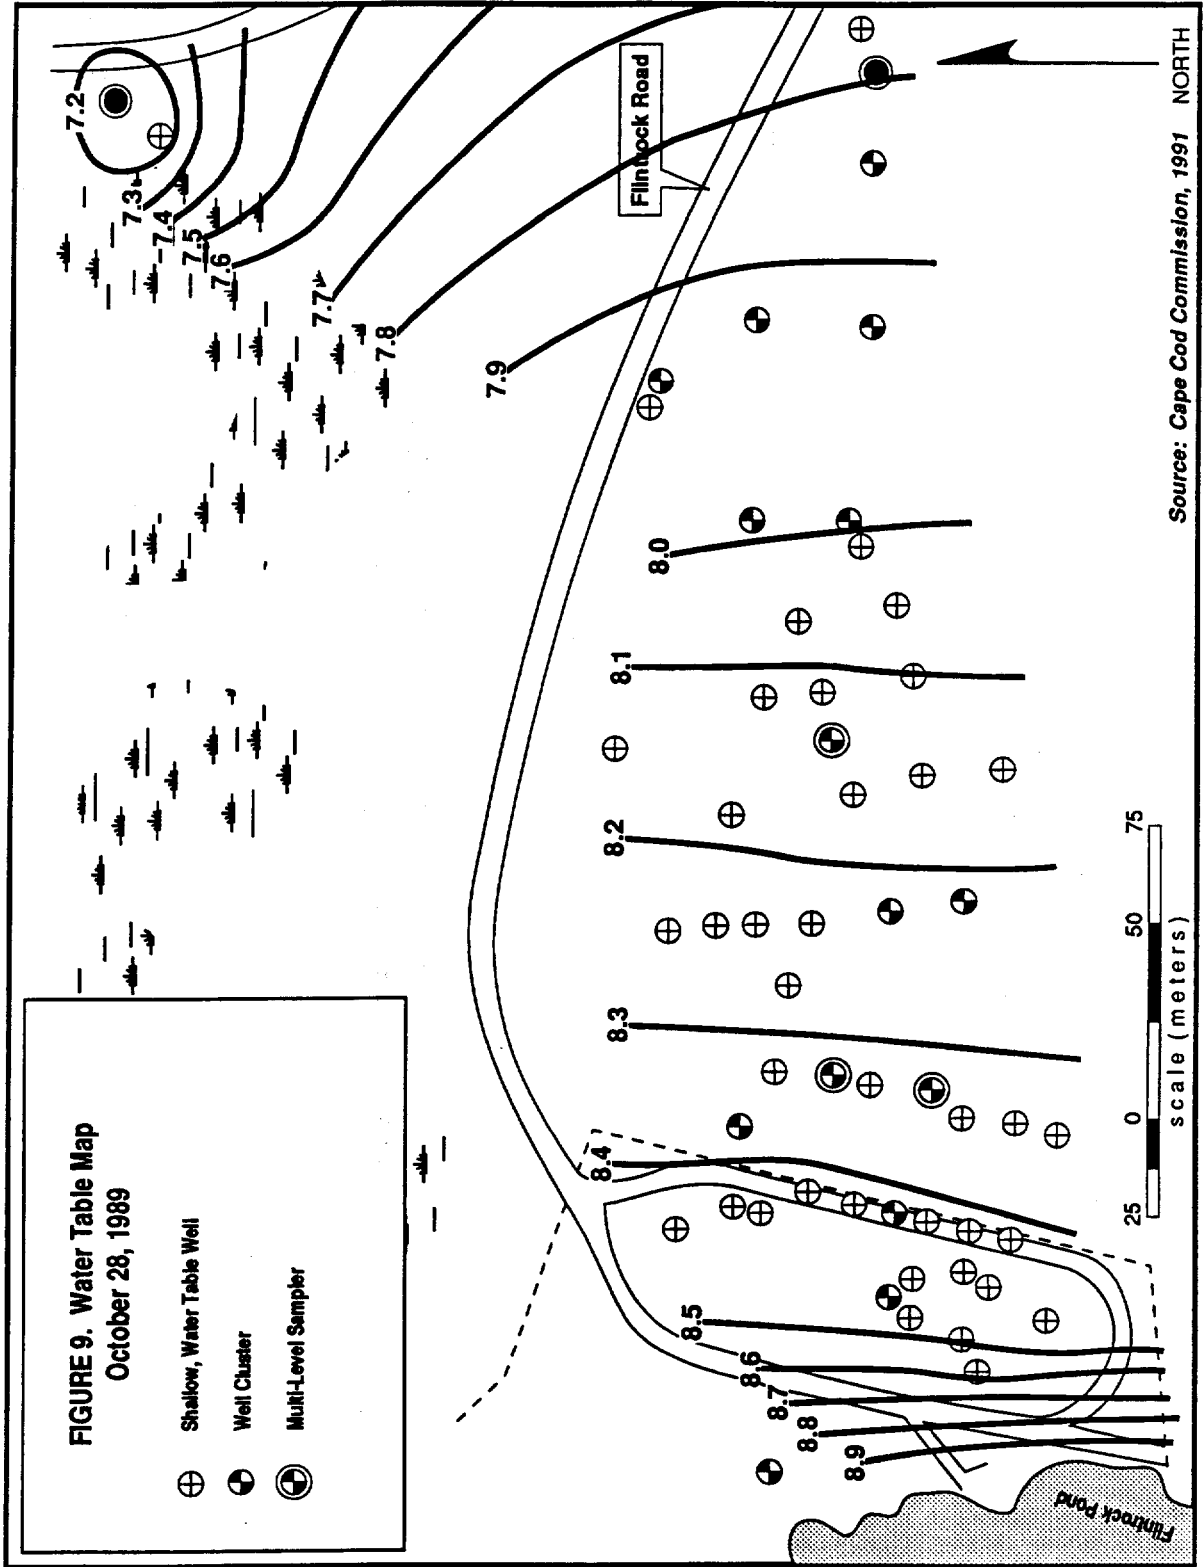 FIGURE 9. Water Table Map
October 28, 1989
Shallow, Water Table Well
Well Cluster
Multi-Level Sampler
7.2
7.3
7.4
7.5
7.6
7.7
7.8
7.9
8.0
8.1
8.2
8.3
8.4
8.5
8.6
8.7
8.8
8.9
Flintrock Road
Flintrock Pond
25 0 50 75
scale (meters)
Source: Cape Cod Commission, 1991
NORTH